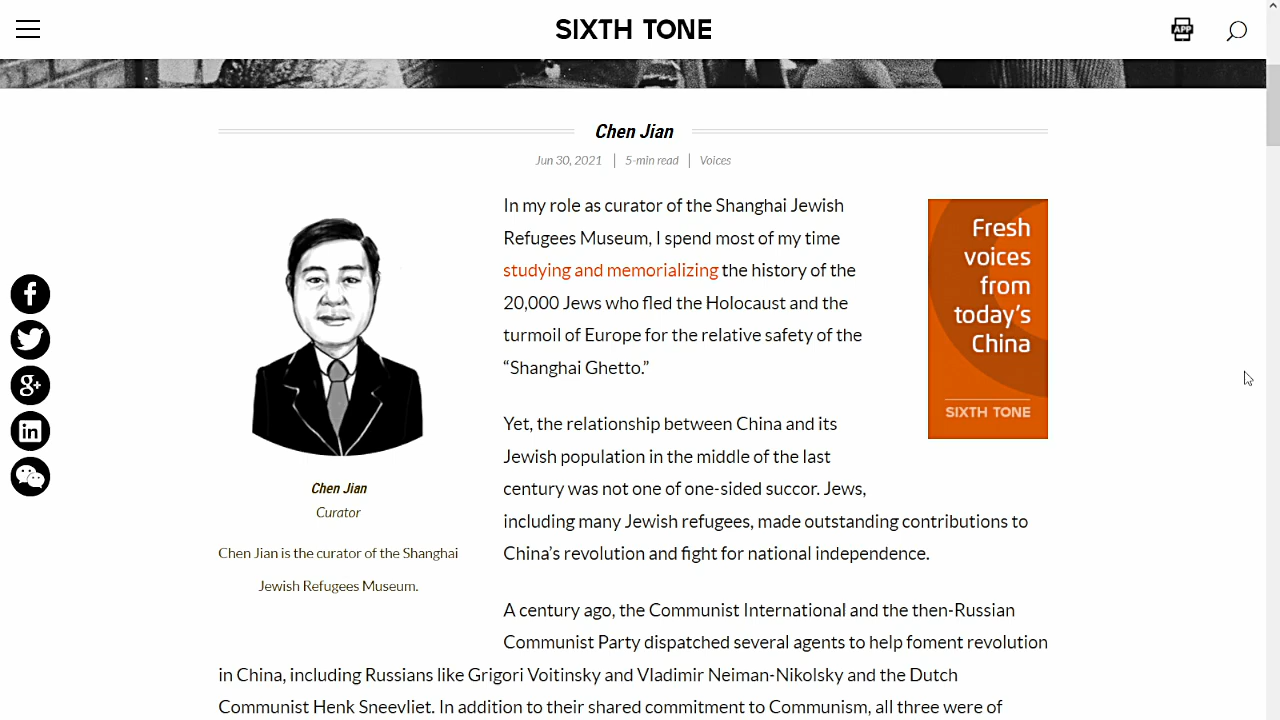 SIXTH TONE
APP
Chen Jian
Jun 30, 2021 | 5-min read | Voices
In my role as curator of the Shanghai Jewish
Refugees Museum, I spend most of my time
studying and memorializing the history of the
20,000 Jews who fled the Holocaust and the
turmoil of Europe for the relative safety of the
“Shanghai Ghetto.”
Yet, the relationship between China and its
Jewish population in the middle of the last
century was not one of one-sided succor. Jews,
including many Jewish refugees, made outstanding contributions to
China’s revolution and fight for national independence.
A century ago, the Communist International and the then-Russian
Communist Party dispatched several agents to help foment revolution
in China, including Russians like Grigori Voitinsky and Vladimir Neiman-Nikolsky and the Dutch
Communist Henk Sneevliet. In addition to their shared commitment to Communism, all three were of
Chen Jian
Curator
Chen Jian is the curator of the Shanghai
Jewish Refugees Museum.
Fresh
voices
from
today’s
China
SIXTH TONE
f
g+
in